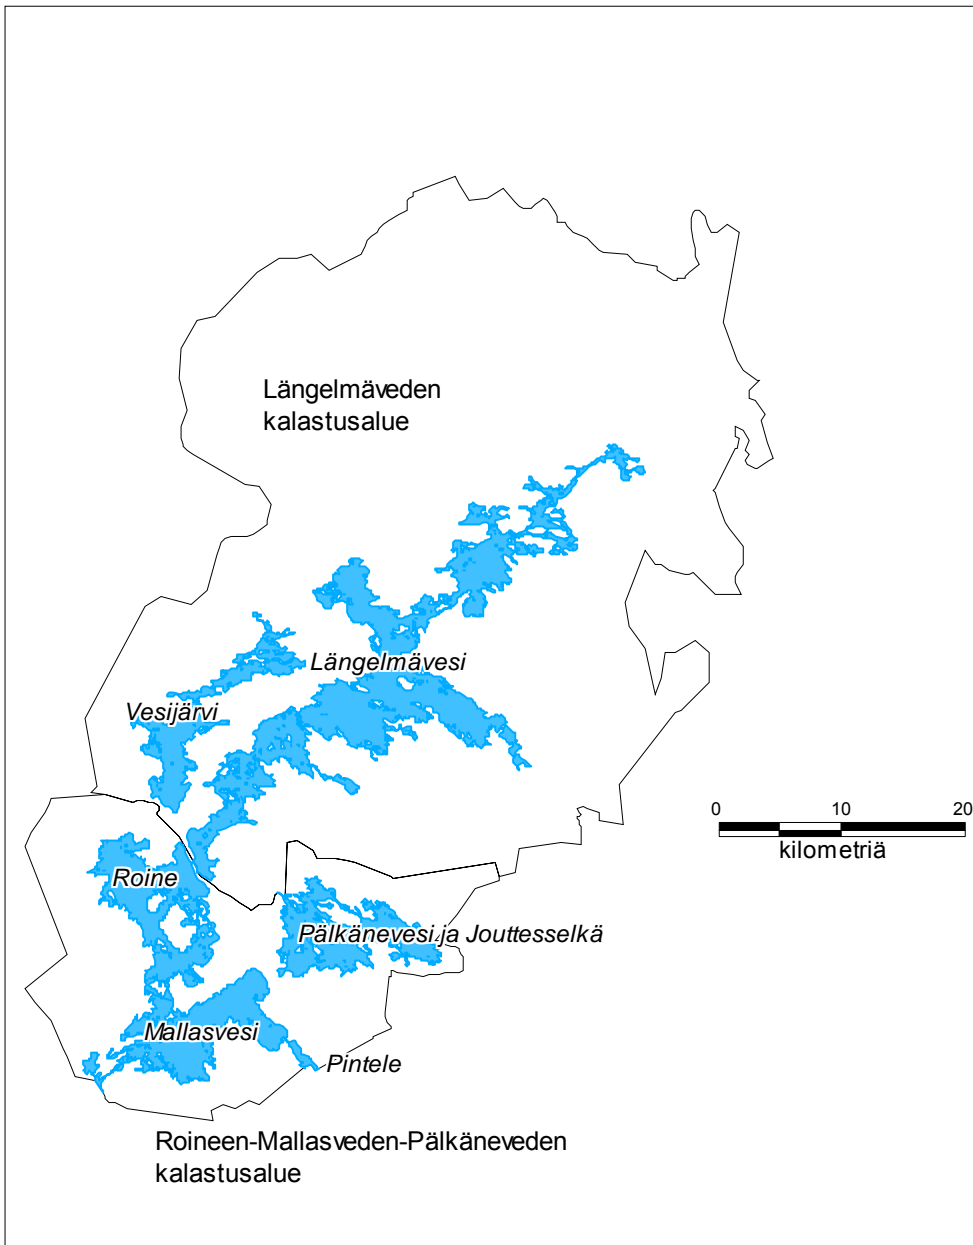 Längelmäveden
kalastusalue
Längelmävesi
Vesijärvi
0 10 20
kilometriä
Roine
Pälkänevesi ja Jouttesselkä
Mallasvesi
Pintele
Roineen-Mallasveden-Pälkäneveden
kalastusalue